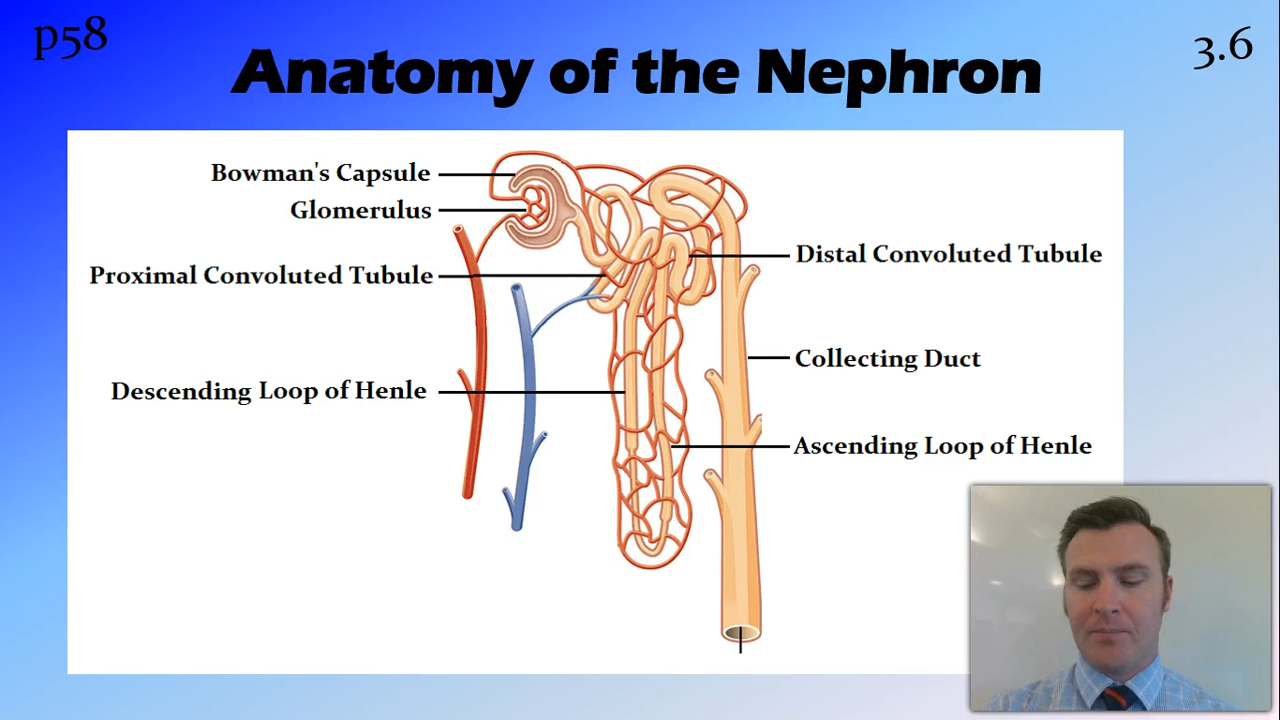 p58
3.6
Anatomy of the Nephron
Bowman's Capsule
Glomerulus
Proximal Convoluted Tubule
Descending Loop of Henle
Distal Convoluted Tubule
Collecting Duct
Ascending Loop of Henle